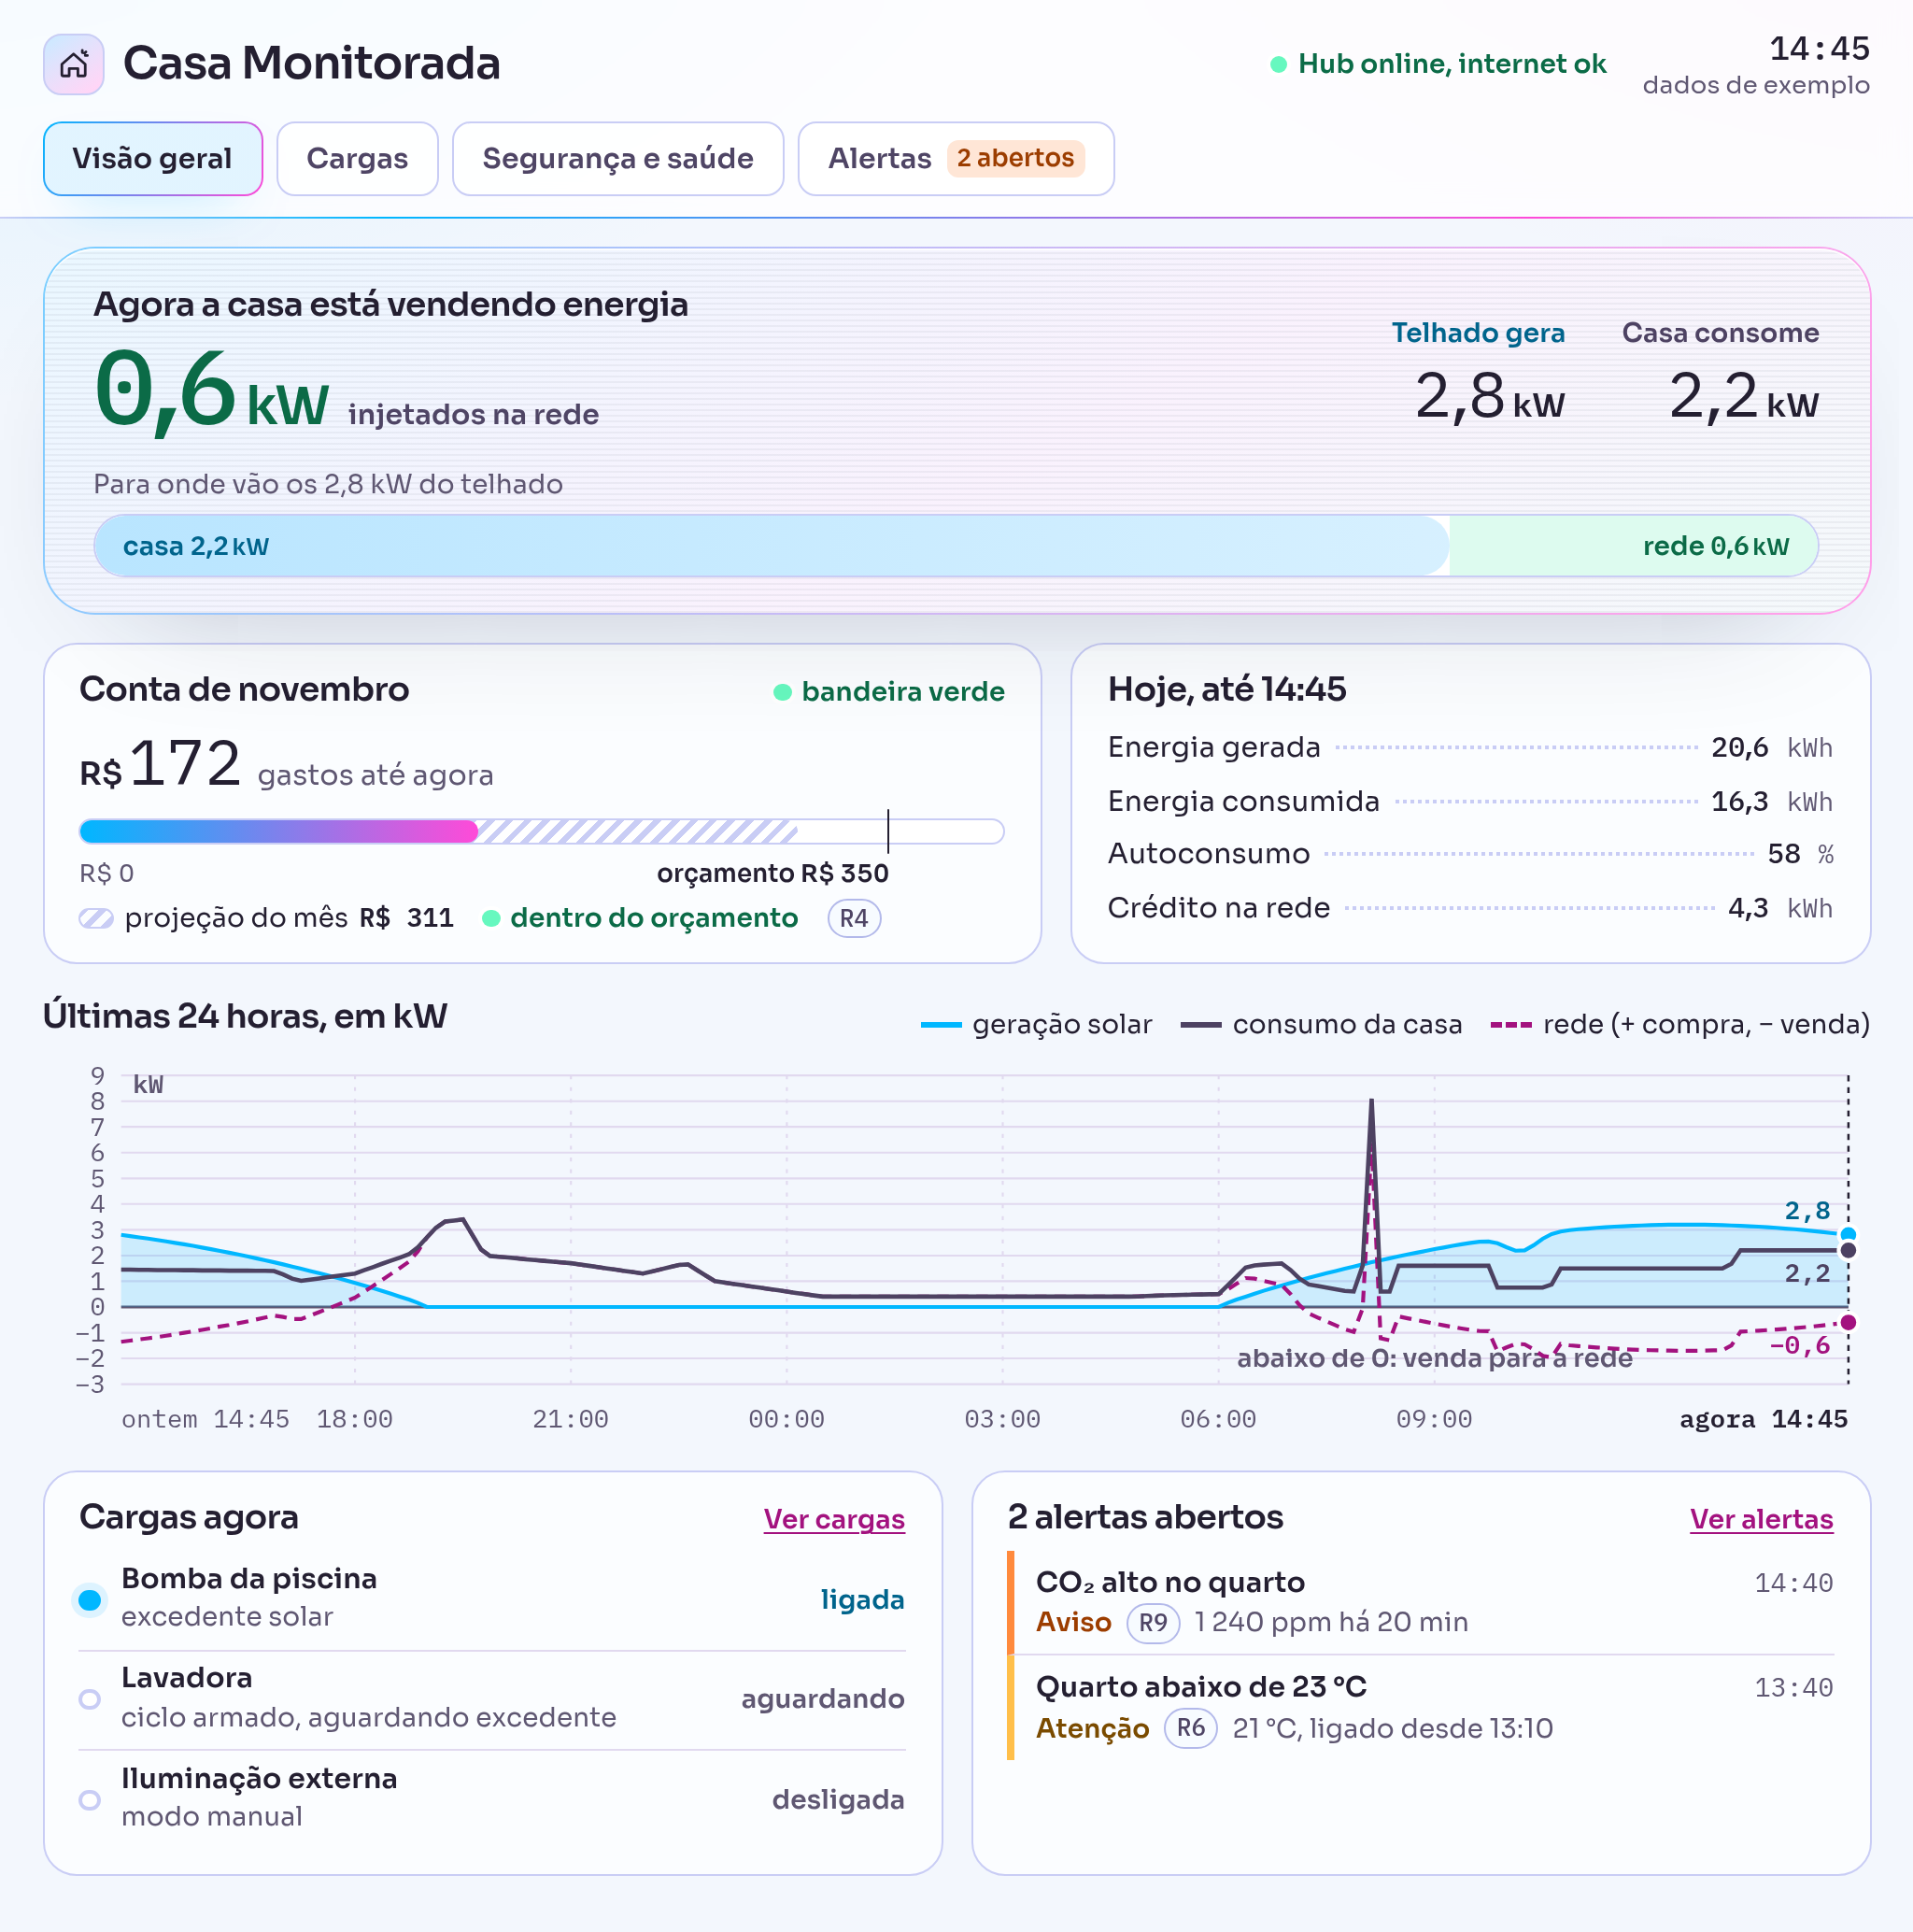 Casa Monitorada
Hub online, internet ok
14:45
dados de exemplo
Visão geral
Cargas
Segurança e saúde
Alertas 2 abertos
Agora a casa está vendendo energia
0,6 kW injetados na rede
Telhado gera
2,8 kW
Casa consome
2,2 kW
Para onde vão os 2,8 kW do telhado
casa 2,2 kW
rede 0,6 kW
Conta de novembro
bandeira verde
R$ 172 gastos até agora
R$ 0
orçamento R$ 350
projeção do mês R$ 311
dentro do orçamento
R4
Hoje, até 14:45
Energia gerada 20,6 kWh
Energia consumida 16,3 kWh
Autoconsumo 58 %
Crédito na rede 4,3 kWh
Últimas 24 horas, em kW
geração solar
consumo da casa
rede (+ compra, − venda)
kW
9
8
7
6
5
4
3
2
1
0
−1
−2
−3
2,8
2,2
−0,6
abaixo de 0: venda para a rede
ontem 14:45
18:00
21:00
00:00
03:00
06:00
09:00
agora 14:45
Cargas agora
Ver cargas
Bomba da piscina
excedente solar
ligada
Lavadora
ciclo armado, aguardando excedente
aguardando
Iluminação externa
modo manual
desligada
2 alertas abertos
Ver alertas
CO₂ alto no quarto
14:40
Aviso R9 1 240 ppm há 20 min
Quarto abaixo de 23 °C
13:40
Atenção R6 21 °C, ligado desde 13:10